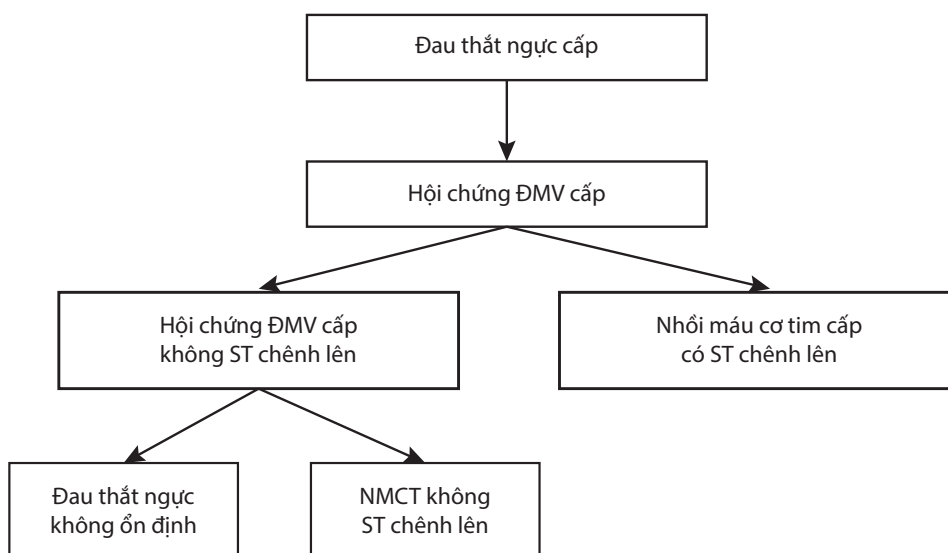 Đau thắt ngực cấp
Hội chứng ĐMV cấp
Hội chứng ĐMV cấp
không ST chênh lên
Nhồi máu cơ tim cấp
có ST chênh lên
Đau thắt ngực
không ổn định
NMCT không
ST chênh lên